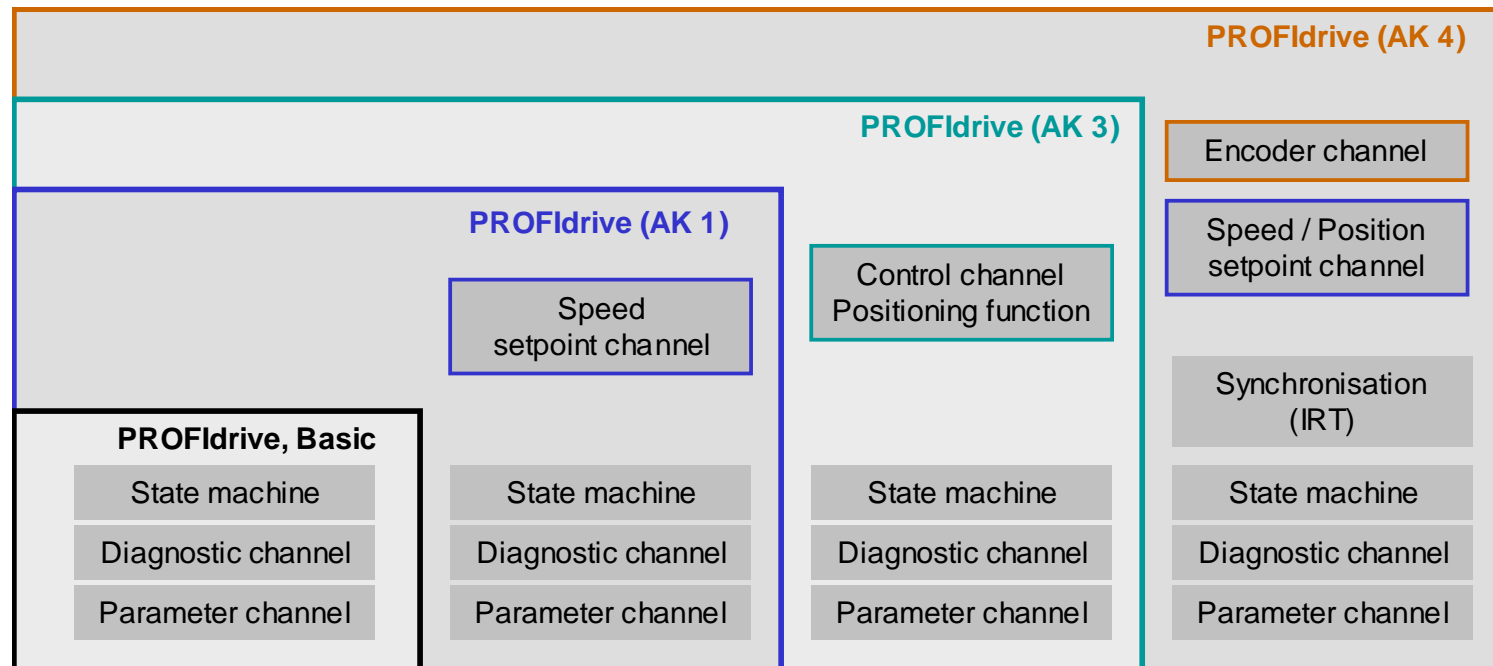 PROFIdrive (AK 4)
Encoder channel
Speed / Position
setpoint channel
Synchronisation
(IRT)
State machine
Diagnostic channel
Parameter channel
PROFIdrive (AK 3)
Control channel
Positioning function
State machine
Diagnostic channel
Parameter channel
PROFIdrive (AK 1)
Speed
setpoint channel
State machine
Diagnostic channel
Parameter channel
PROFIdrive, Basic
State machine
Diagnostic channel
Parameter channel